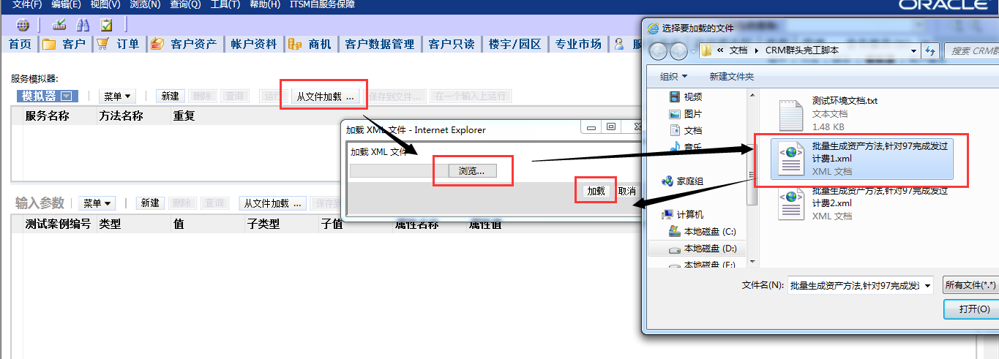 文件(F) 编辑(E) 视图(V) 浏览(N) 查询(Q) 工具(T) 帮助(H) ITSM自服务保障
ORACLE
首页 客户 订单 客户资产 帐户资料 商机 客户数据管理 客户只读 楼宇/园区 专业市场
服务模拟器:
模拟器 菜单 新建 删除 查询 运行 从文件加载 ... 保存到文件... 在一个输入上运行
服务名称 方法名称 重复
加载 XML 文件 - Internet Explorer
加载 XML 文件
浏览...
加载 取消
输入参数 菜单 新建 删除 查询 从文件加载 ... 保存到
测试案例编号 类型 值 子类型 子值 属性名称 属性值
选择要加载的文件
« 文档 CRM群头完工脚本 搜索 CRM群
组织 新建文件夹
视频
图片
文档
音乐
家庭组
计算机
本地磁盘 (C:)
本地磁盘 (D:)
本地磁盘 (E:)
测试环境文档.txt
文本文档
1.48 KB
批量生成资产方法,针对97完成发过
计费1.xml
XML 文档
批量生成资产方法,针对97完成发过
计费2.xml
XML 文档
文件名(N): 批量生成资产方法,针对97完成发 所有文件(*.*)
打开(O)